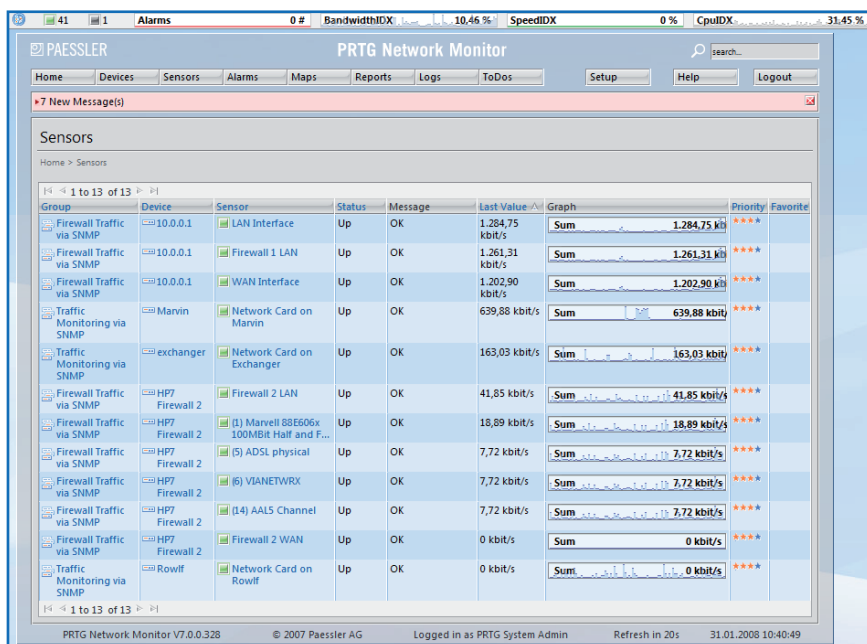 41 1 Alarms 0 # BandwidthIDX 10,46 % SpeedIDX 0 % CpuIDX 31,45 %
PAESSLER PRTG Network Monitor search...
Home Devices Sensors Alarms Maps Reports Logs ToDos Setup Help Logout
7 New Message(s)
Sensors
Home > Sensors
1 to 13 of 13
Group Device Sensor Status Message Last Value Graph Priority Favorite
Firewall Traffic via SNMP 10.0.0.1 LAN Interface Up OK 1.284,75 kbit/s Sum 1.284,75 kb
Firewall Traffic via SNMP 10.0.0.1 Firewall 1 LAN Up OK 1.261,31 kbit/s Sum 1.261,31 kb
Firewall Traffic via SNMP 10.0.0.1 WAN Interface Up OK 1.202,90 kbit/s Sum 1.202,90 kb
Traffic Monitoring via SNMP Marvin Network Card on Marvin Up OK 639,88 kbit/s Sum 639,88 kbit/
Traffic Monitoring via SNMP exchanger Network Card on Exchanger Up OK 163,03 kbit/s Sum 163,03 kbit/
Firewall Traffic via SNMP HP7 Firewall 2 Firewall 2 LAN Up OK 41,85 kbit/s Sum 41,85 kbit/s
Firewall Traffic via SNMP HP7 Firewall 2 (1) Marvell 88E606x 100MBit Half and F... Up OK 18,89 kbit/s Sum 18,89 kbit/s
Firewall Traffic via SNMP HP7 Firewall 2 (5) ADSL physical Up OK 7,72 kbit/s Sum 7,72 kbit/s
Firewall Traffic via SNMP HP7 Firewall 2 (6) VIANETWRX Up OK 7,72 kbit/s Sum 7,72 kbit/s
Firewall Traffic via SNMP HP7 Firewall 2 (14) AAL5 Channel Up OK 7,72 kbit/s Sum 7,72 kbit/s
Firewall Traffic via SNMP HP7 Firewall 2 Firewall 2 WAN Up OK 0 kbit/s Sum 0 kbit/s
Traffic Monitoring via SNMP Rowlf Network Card on Rowlf Up OK 0 kbit/s Sum 0 kbit/s
1 to 13 of 13
PRTG Network Monitor V7.0.0.328 © 2007 Paessler AG Logged in as PRTG System Admin Refresh in 20s 31.01.2008 10:40:49